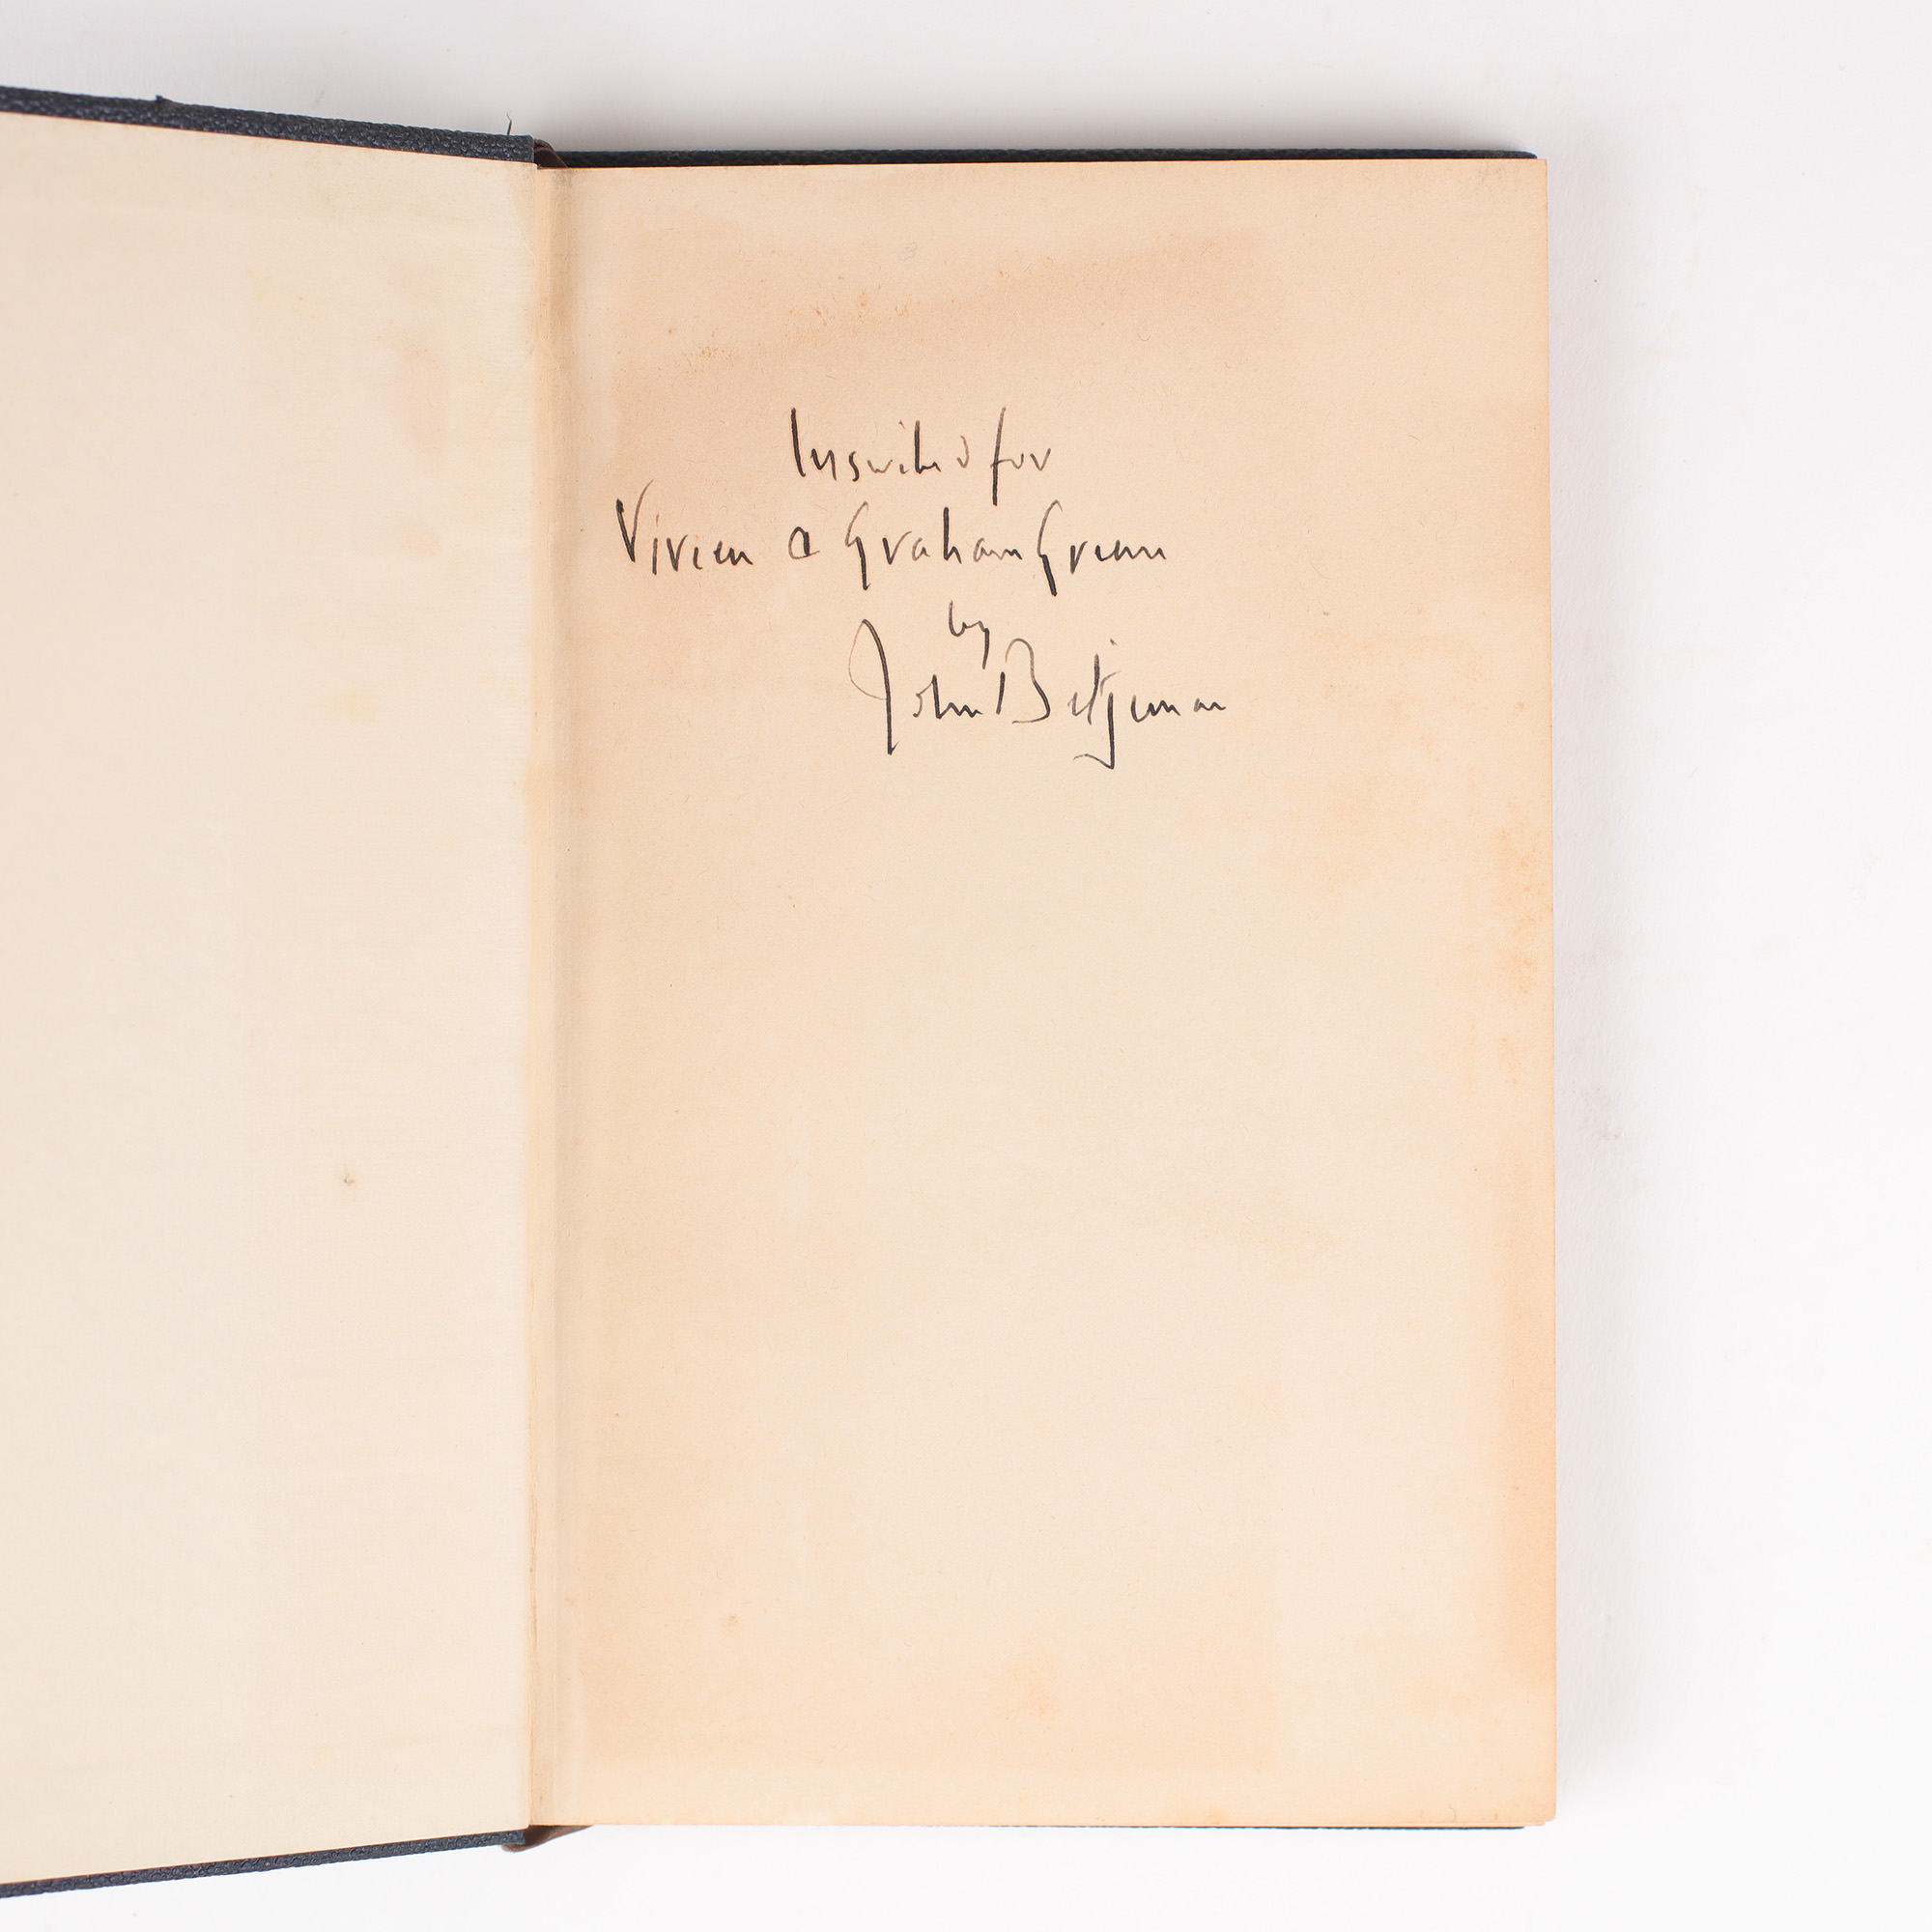 Inscribed for
Vivien & Graham Greene
by
John Betjeman